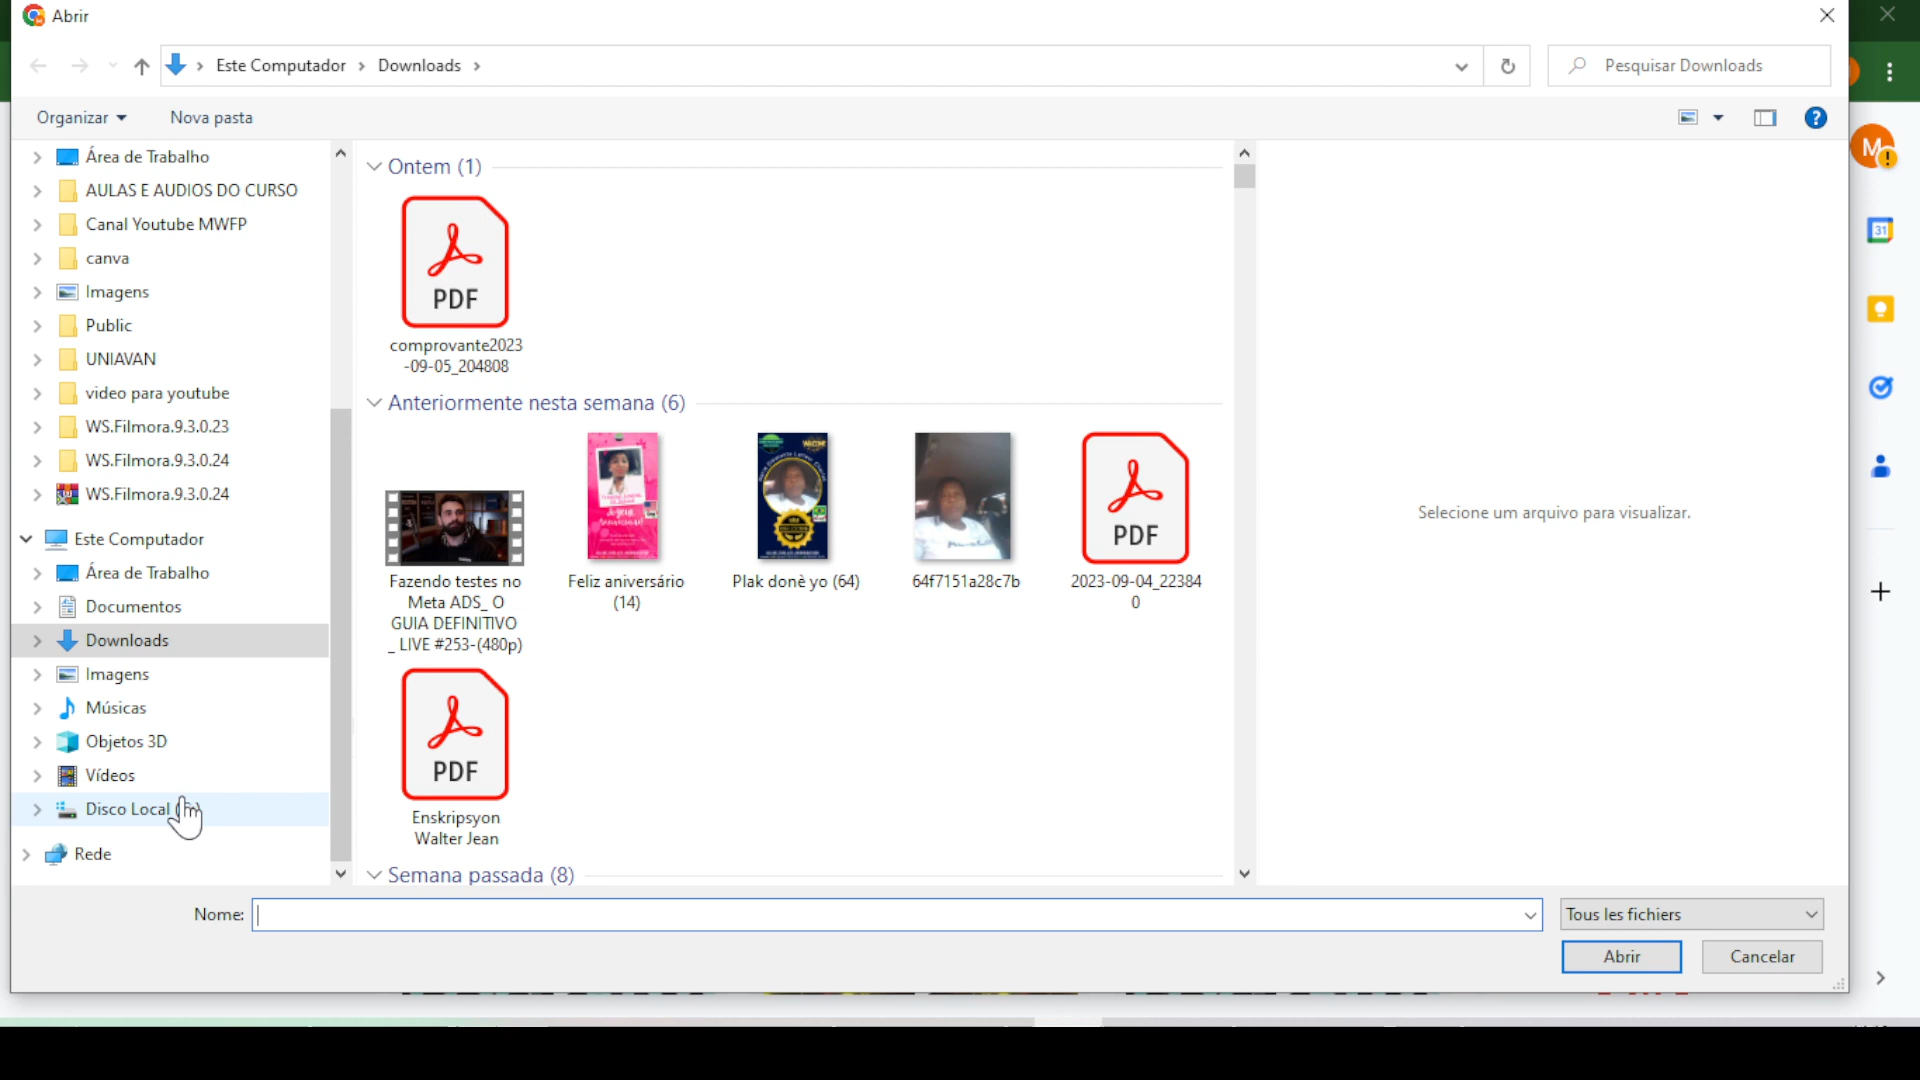 Abrir
Este Computador
Downloads
Pesquisar Downloads
Organizar
Nova pasta
Área de Trabalho
AULAS E AUDIOS DO CURSO
Canal Youtube MWFP
canva
Imagens
Public
UNIAVAN
video para youtube
WS.Filmora.9.3.0.23
WS.Filmora.9.3.0.24
WS.Filmora.9.3.0.24
Este Computador
Área de Trabalho
Documentos
Downloads
Imagens
Músicas
Objetos 3D
Vídeos
Disco Local
Rede
Ontem (1)
PDF
comprovante2023
-09-05_204808
Anteriormente nesta semana (6)
Fazendo testes no
Meta ADS_ O
GUIA DEFINITIVO
_ LIVE #253-(480p)
Feliz aniversário
(14)
Plak donè yo (64)
64f7151a28c7b
PDF
2023-09-04_22384
0
PDF
Enskripsyon
Walter Jean
Semana passada (8)
Selecione um arquivo para visualizar.
M
31
Nome:
Tous les fichiers
Abrir
Cancelar